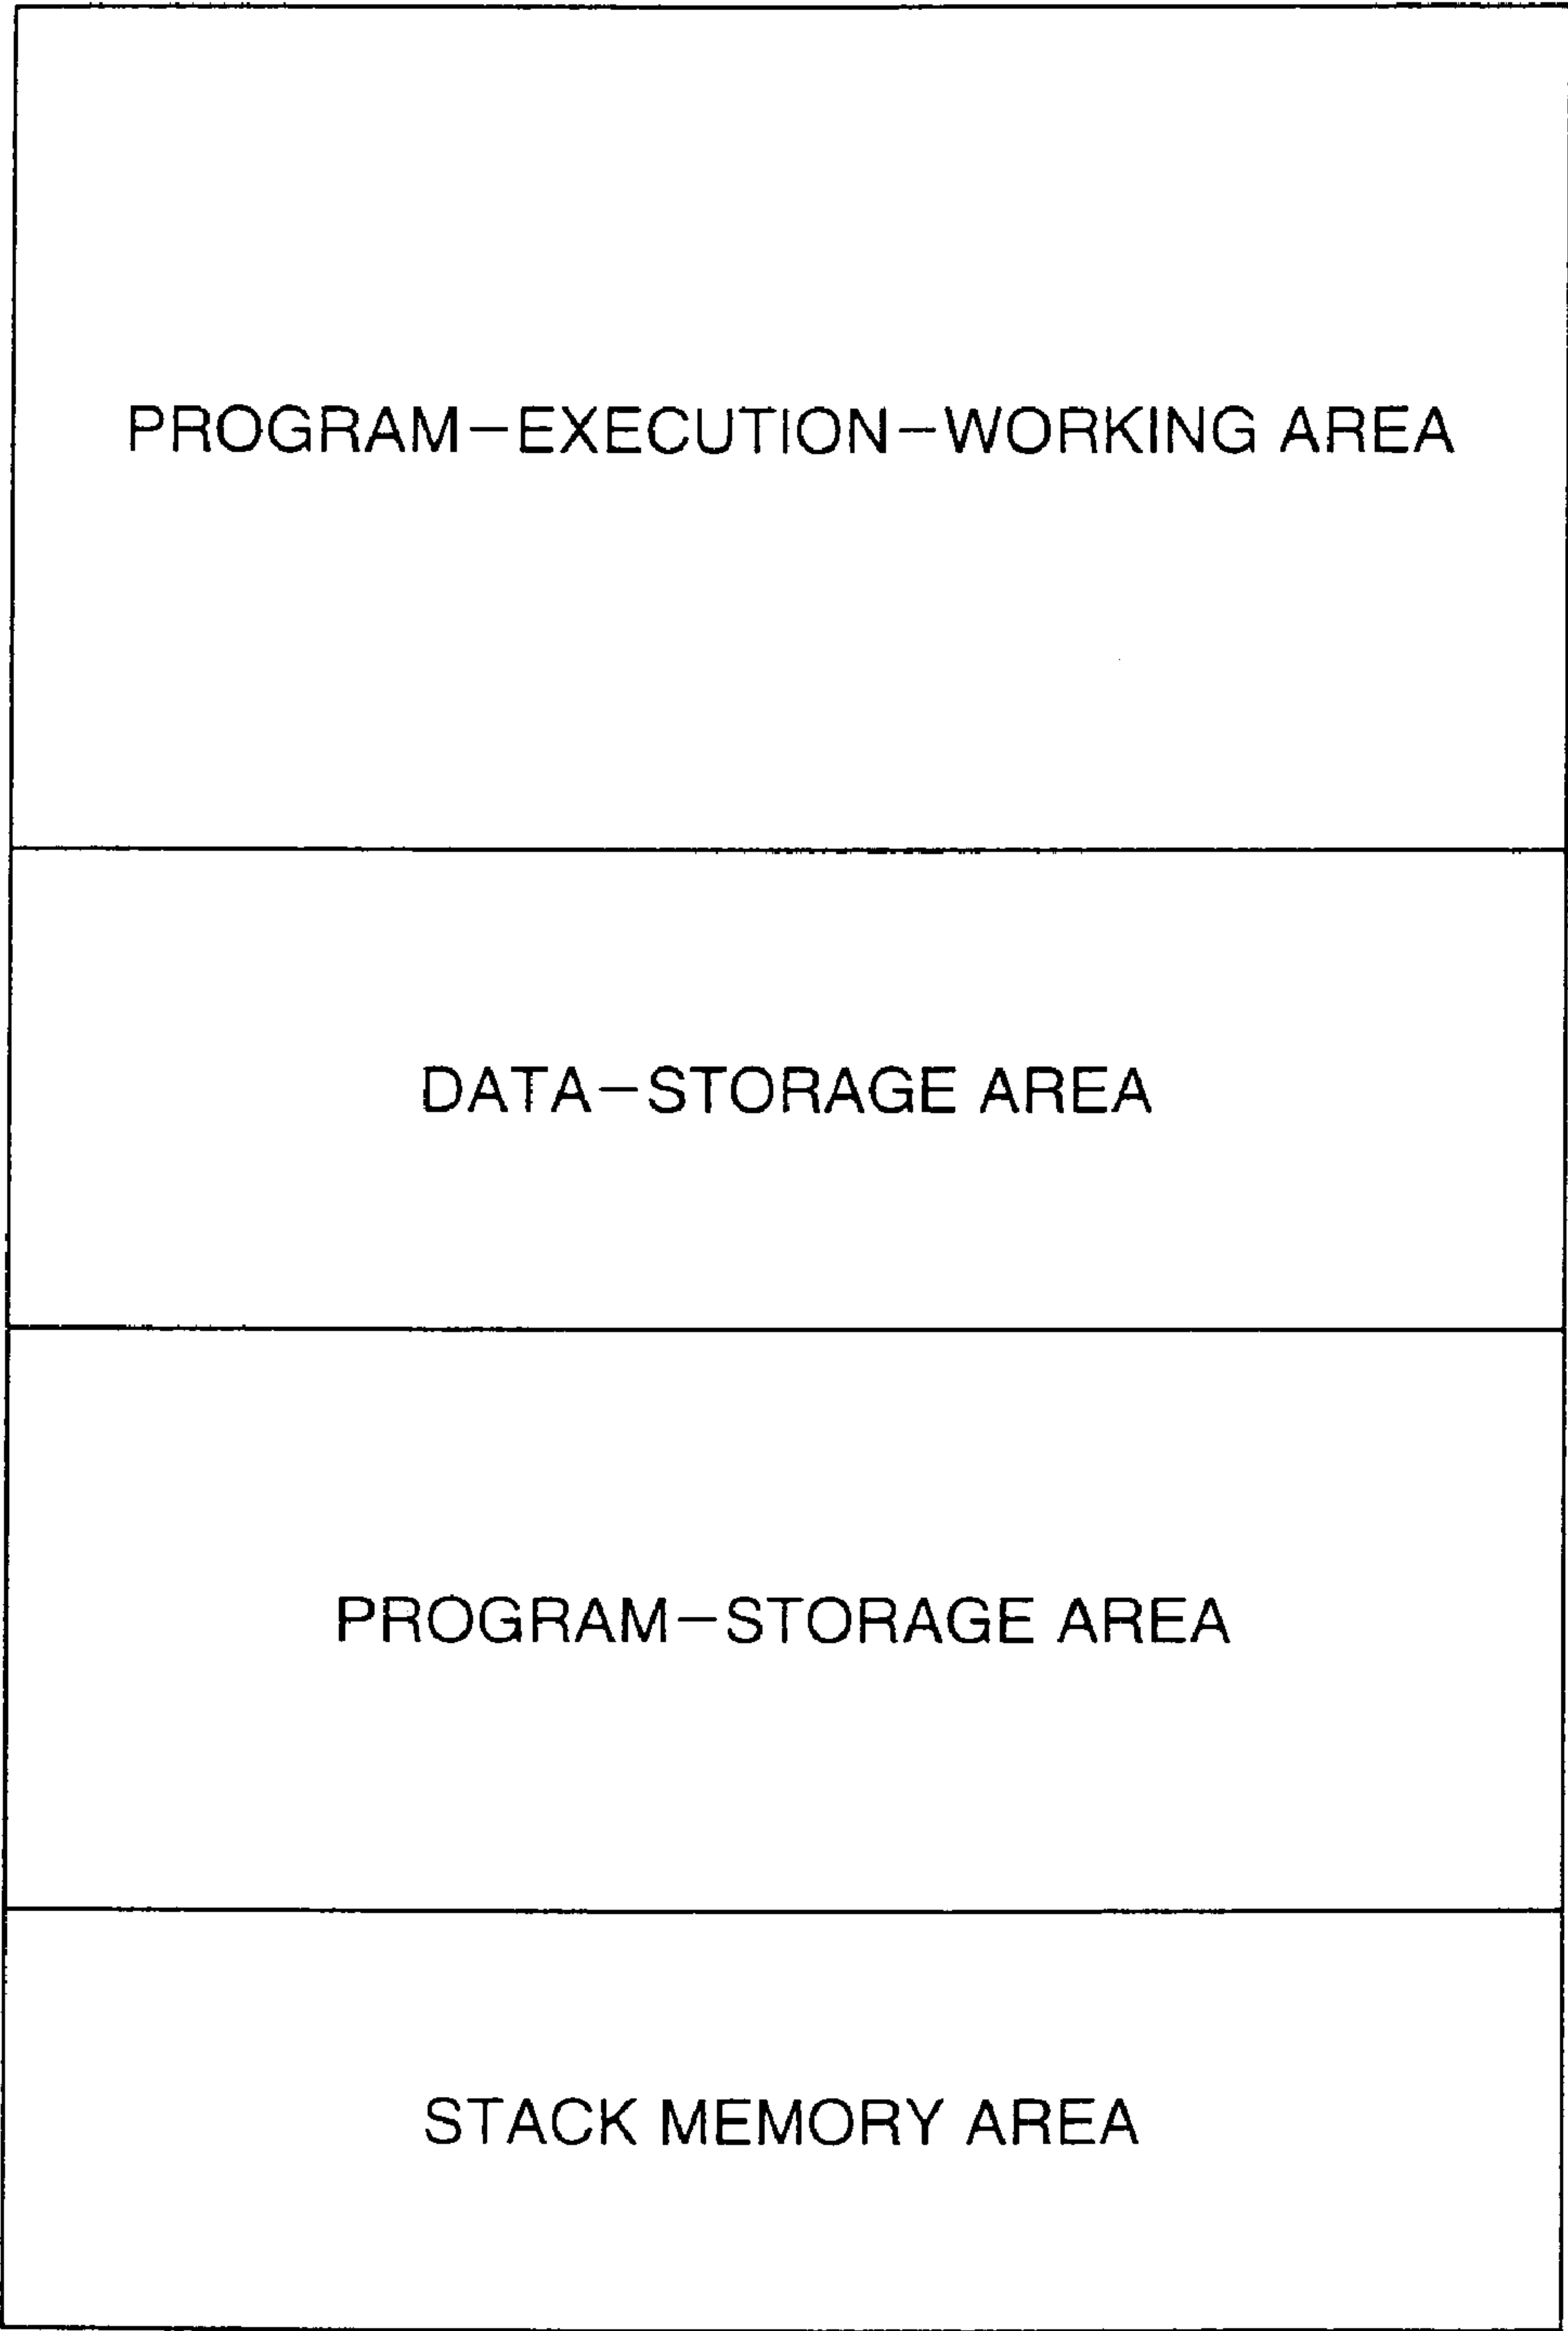 PROGRAM—EXECUTION—WORKING AREA
DATA—STORAGE AREA
PROGRAM—STORAGE AREA
STACK MEMORY AREA